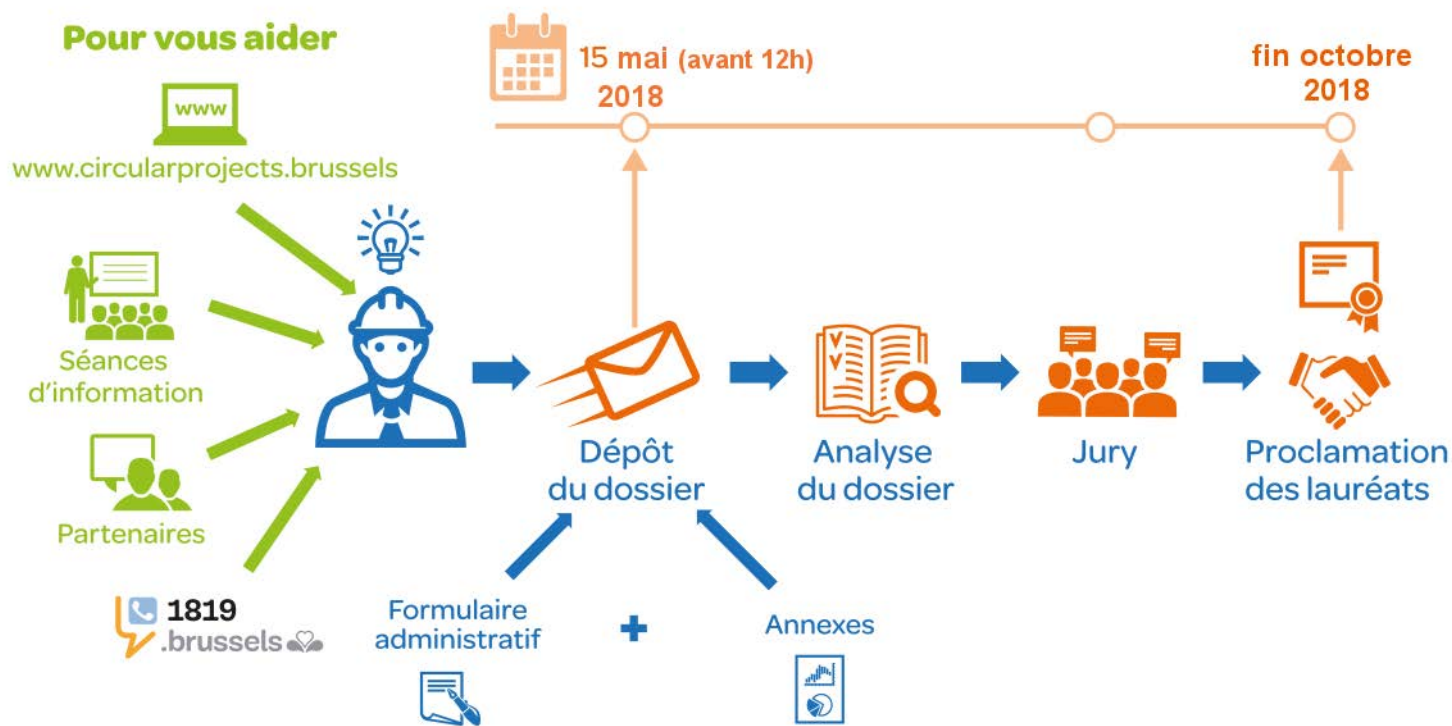 Pour vous aider
www
www.circularprojects.brussels
Séances
d'information
Partenaires
1819
.brussels
15 mai (avant 12h)
2018
fin octobre
2018
Dépôt
du dossier
Analyse
du dossier
Jury
Proclamation
des lauréats
Formulaire
administratif
+
Annexes